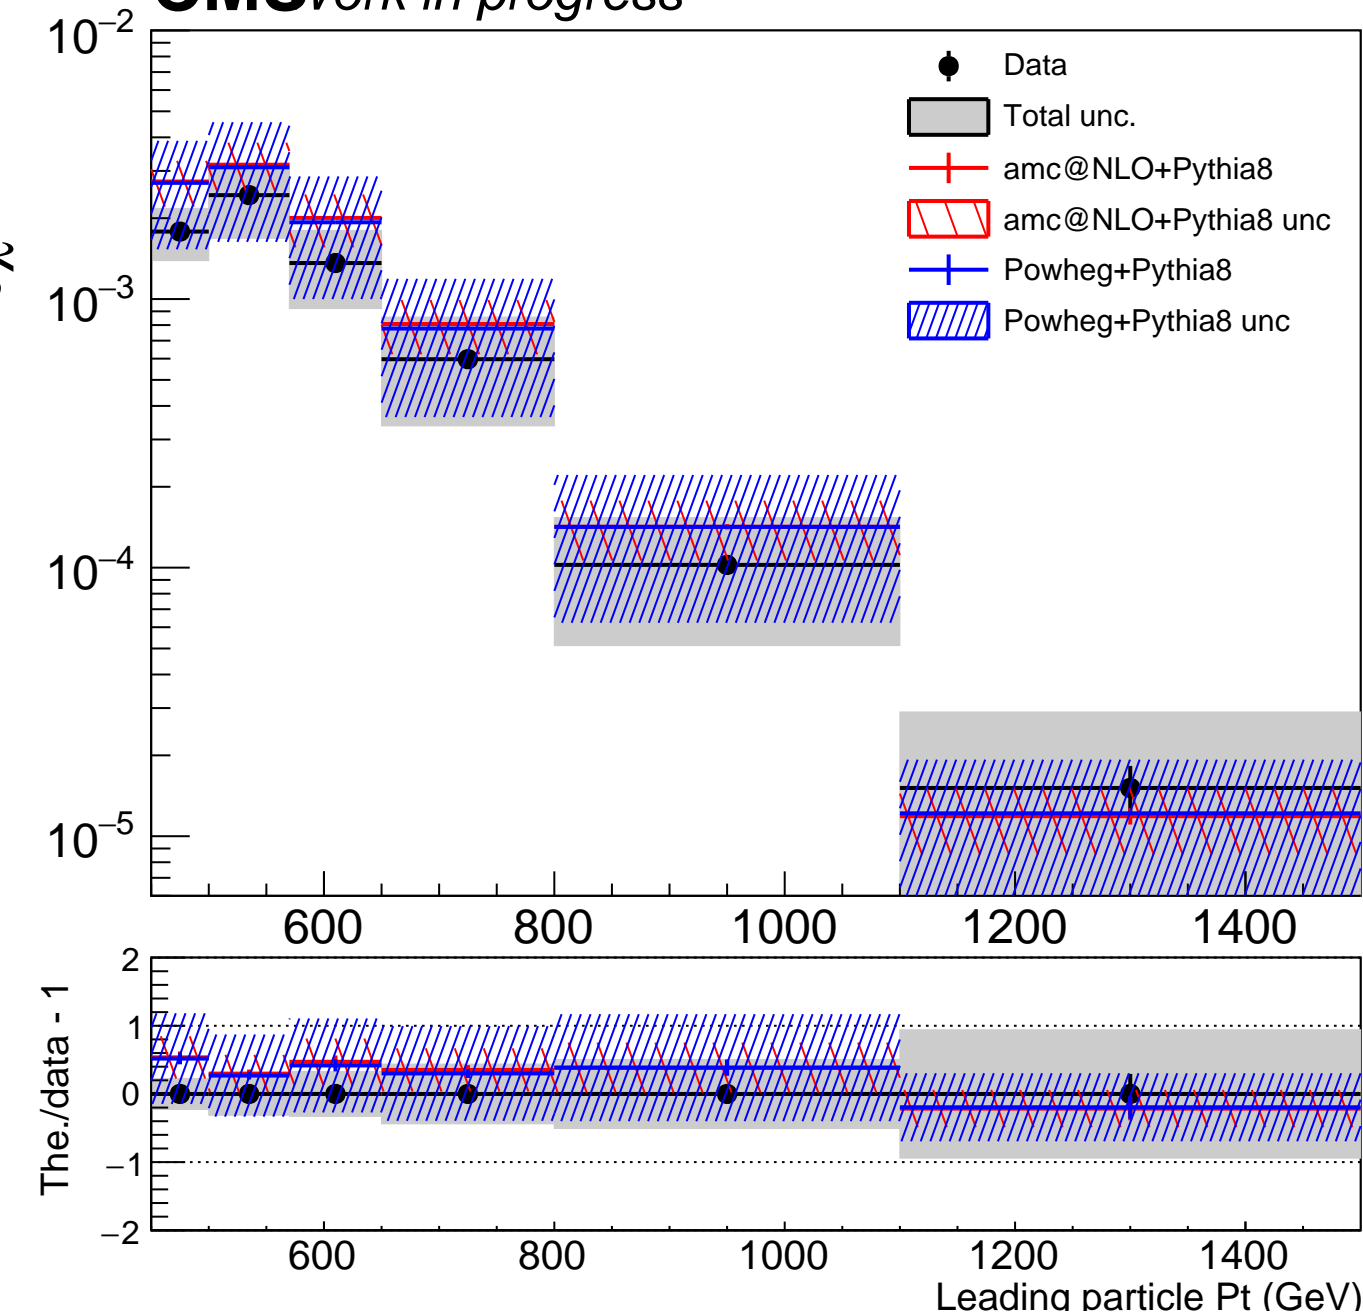 CMS work in progress
10−2
Data
Total unc.
amc@NLO+Pythia8
amc@NLO+Pythia8 unc
Powheg+Pythia8
Powheg+Pythia8 unc
10−3
10−4
10−5
600 800 1000 1200 1400
The./data - 1
2
1
0
−1
−2
600 800 1000 1200 1400
Leading particle Pt (GeV)